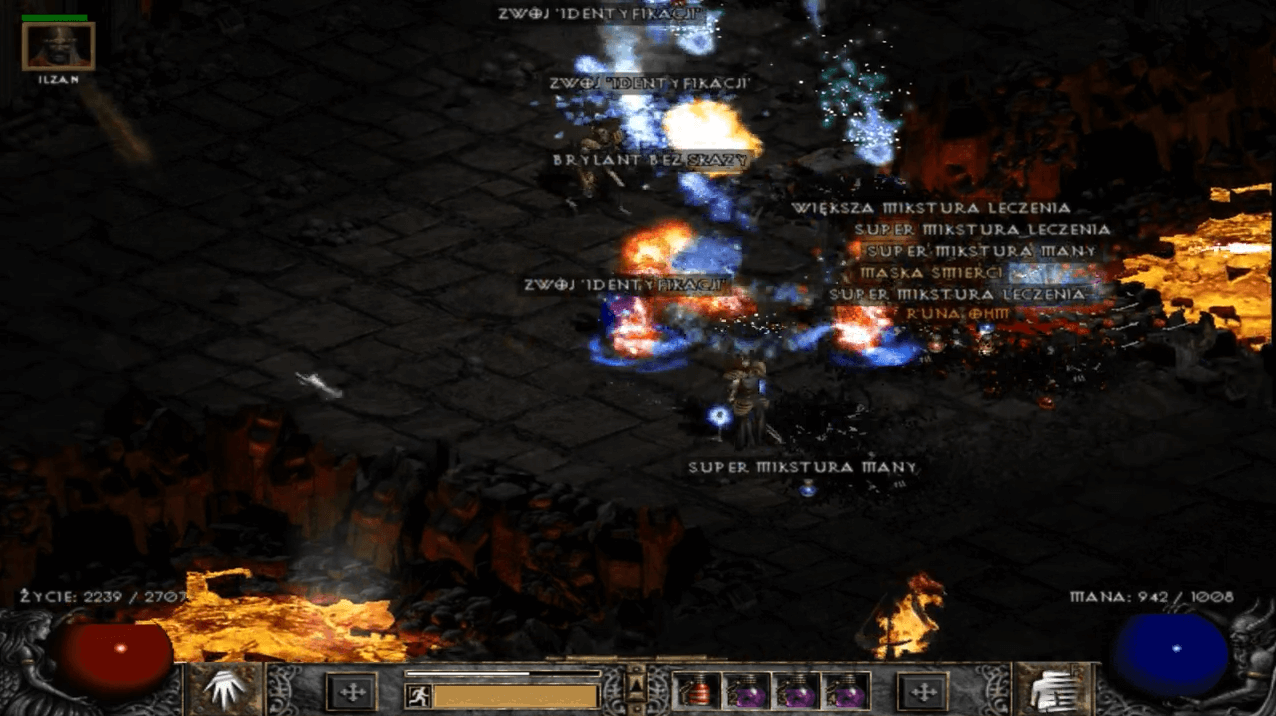 ZWÓJ 'IDENTYFIKACJI'
ILZAN
ZWÓJ 'IDENTYFIKACJI'
BRYLANT BEZ SKAZY
WIĘKSZA MIKSTURA LECZENIA
SUPER MIKSTURA LECZENIA
SUPER MIKSTURA MANY
MASKA ŚMIERCI
ZWÓJ 'IDENTYFIKACJI'
SUPER MIKSTURA LECZENIA
RUNA OHM
SUPER MIKSTURA MANY
ŻYCIE: 2239 / 2707
MANA: 942 / 1008